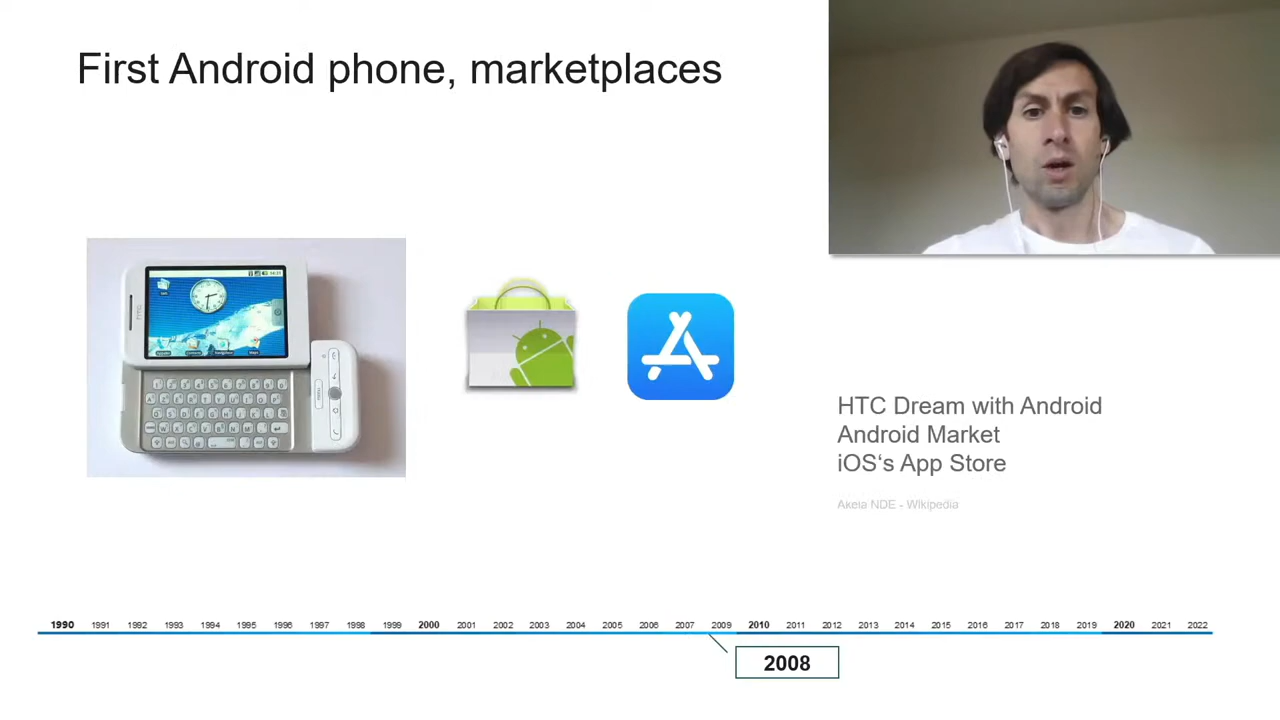 First Android phone, marketplaces
HTC Dream with Android
Android Market
iOS‘s App Store
Akela NDE - Wikipedia
1990 1991 1992 1993 1994 1995 1996 1997 1998 1999 2000 2001 2002 2003 2004 2005 2006 2007 2009 2010 2011 2012 2013 2014 2015 2016 2017 2018 2019 2020 2021 2022
2008